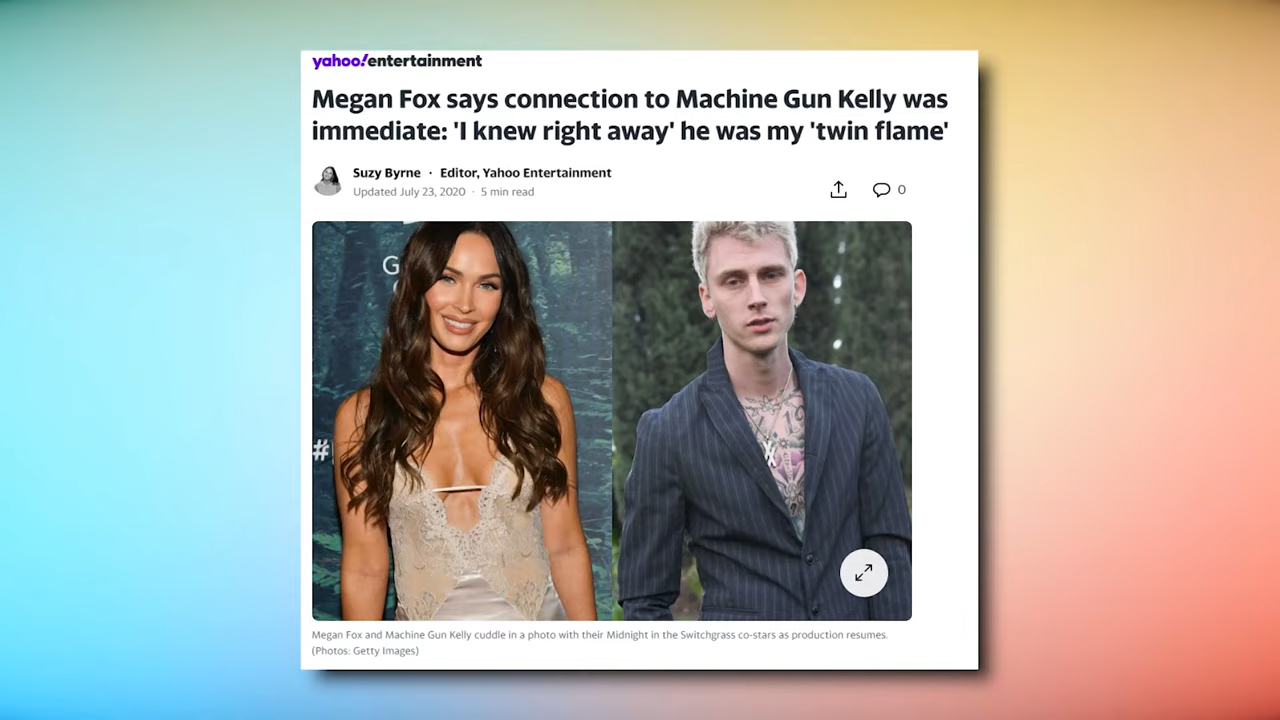 yahoo!entertainment
Megan Fox says connection to Machine Gun Kelly was
immediate: 'I knew right away' he was my 'twin flame'
Suzy Byrne · Editor, Yahoo Entertainment
Updated July 23, 2020 · 5 min read
0
G
#
Megan Fox and Machine Gun Kelly cuddle in a photo with their Midnight in the Switchgrass co-stars as production resumes.
(Photos: Getty Images)